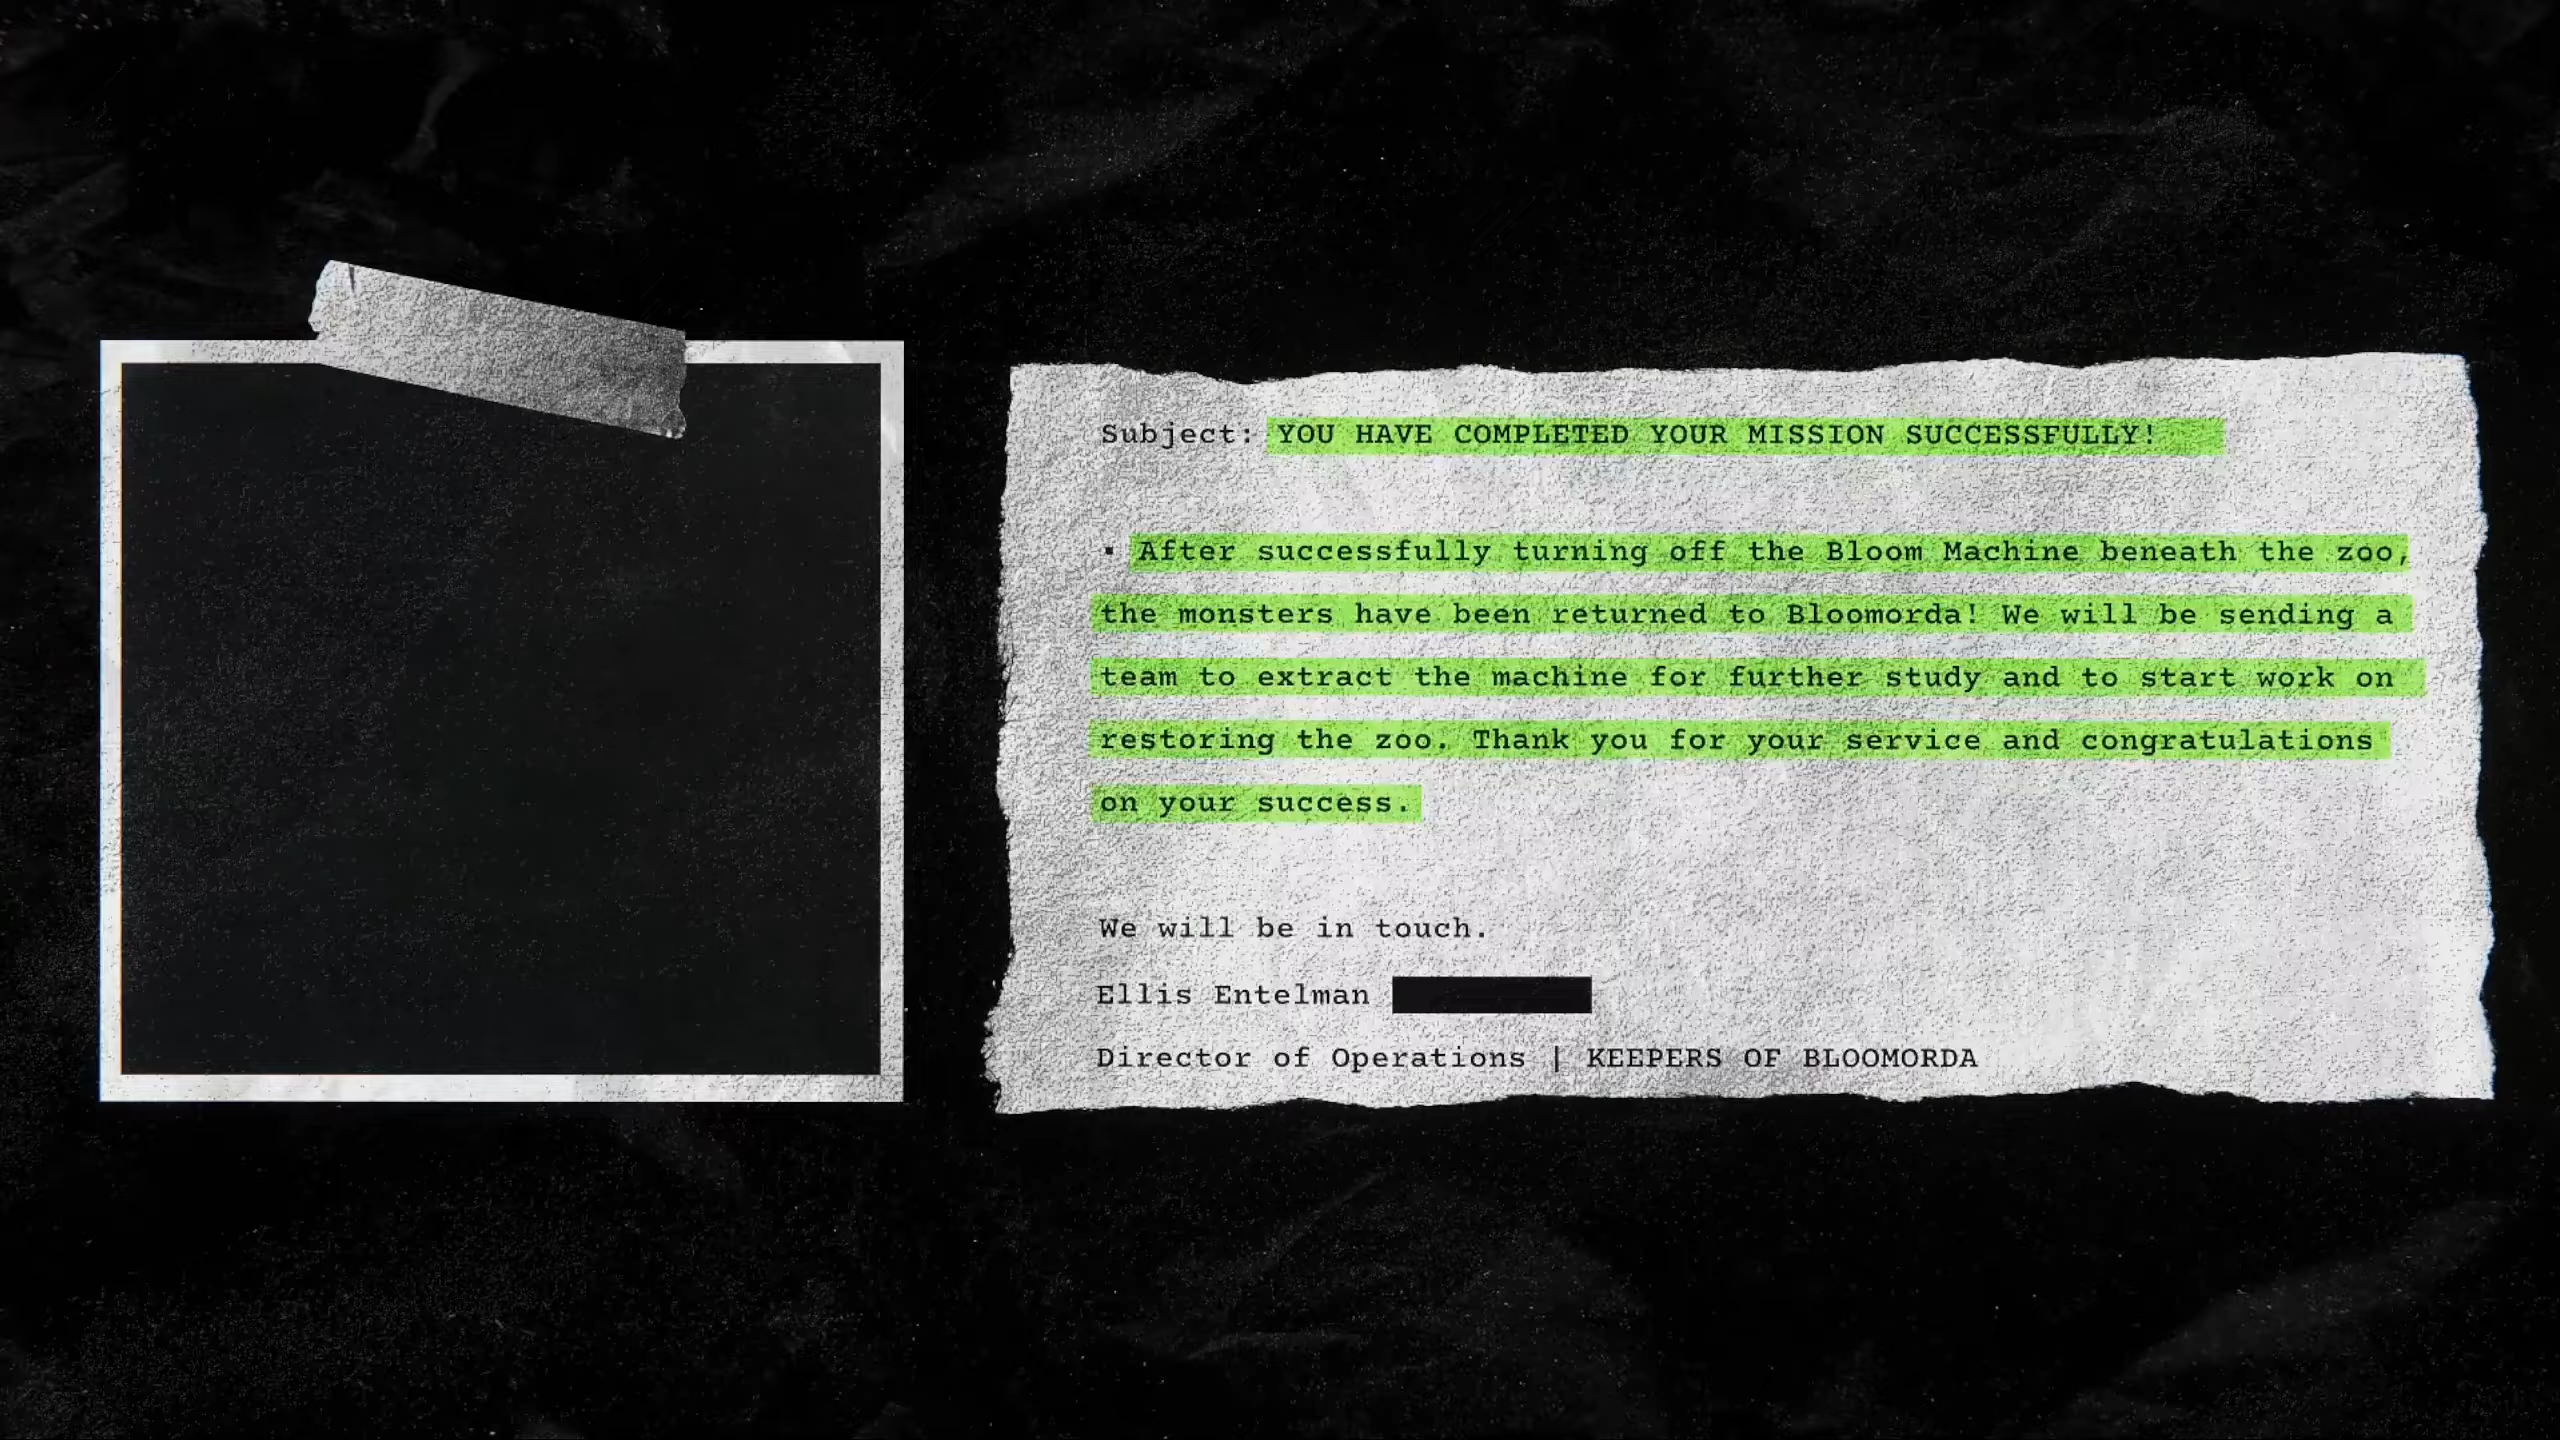 Subject: YOU HAVE COMPLETED YOUR MISSION SUCCESSFULLY!
▪ After successfully turning off the Bloom Machine beneath the zoo,
the monsters have been returned to Bloomorda! We will be sending a
team to extract the machine for further study and to start work on
restoring the zoo. Thank you for your service and congratulations
on your success.
We will be in touch.
Ellis Entelman
Director of Operations | KEEPERS OF BLOOMORDA